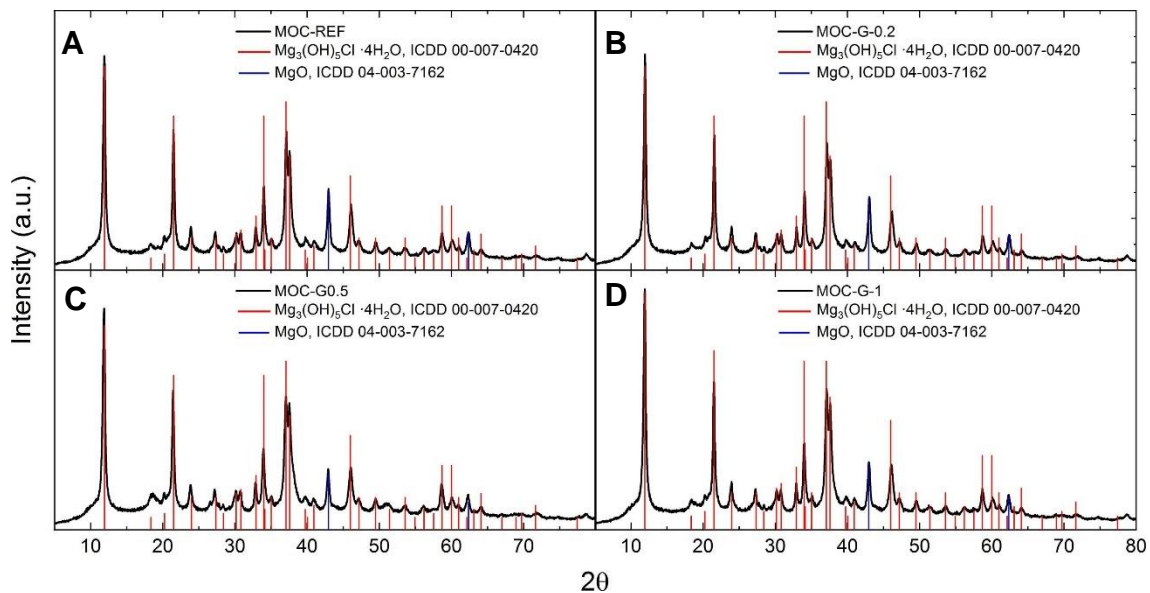 A
MOC-REF
Mg₃(OH)₅Cl ·4H₂O, ICDD 00-007-0420
MgO, ICDD 04-003-7162
B
MOC-G-0.2
Mg₃(OH)₅Cl ·4H₂O, ICDD 00-007-0420
MgO, ICDD 04-003-7162
C
MOC-G0.5
Mg₃(OH)₅Cl ·4H₂O, ICDD 00-007-0420
MgO, ICDD 04-003-7162
D
MOC-G-1
Mg₃(OH)₅Cl ·4H₂O, ICDD 00-007-0420
MgO, ICDD 04-003-7162
Intensity (a.u.)
10 20 30 40 50 60 70
10 20 30 40 50 60 70 80
2θ